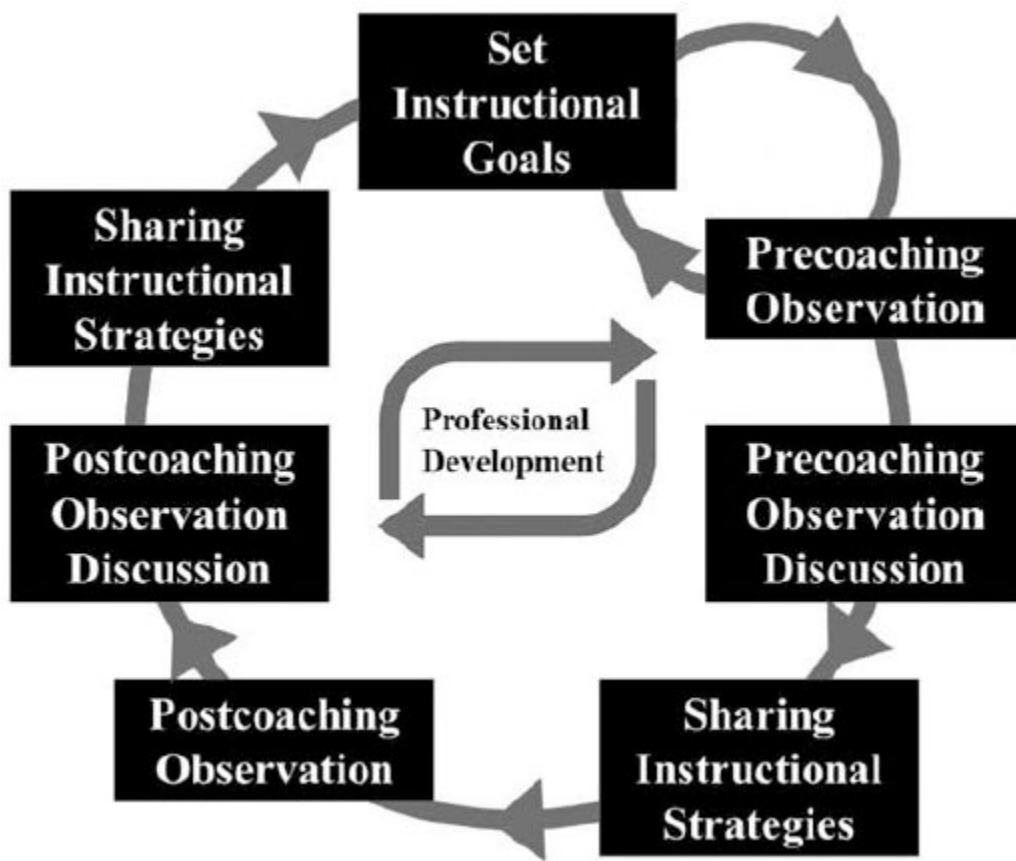 Set
Instructional
Goals
Precoaching
Observation
Precoaching
Observation
Discussion
Sharing
Instructional
Strategies
Postcoaching
Observation
Postcoaching
Observation
Discussion
Sharing
Instructional
Strategies
Professional
Development